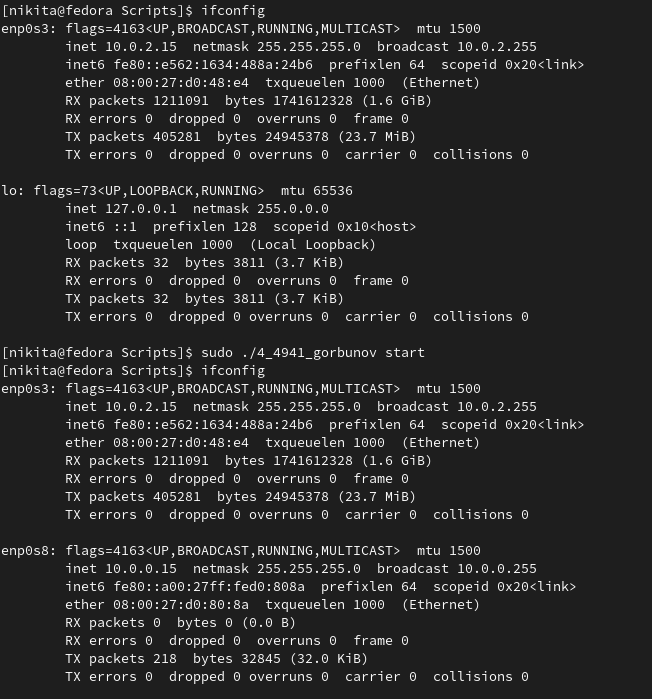 [nikita@fedora Scripts]$ ifconfig
enp0s3: flags=4163<UP,BROADCAST,RUNNING,MULTICAST>  mtu 1500
        inet 10.0.2.15  netmask 255.255.255.0  broadcast 10.0.2.255
        inet6 fe80::e562:1634:488a:24b6  prefixlen 64  scopeid 0x20<link>
        ether 08:00:27:d0:48:e4  txqueuelen 1000  (Ethernet)
        RX packets 1211091  bytes 1741612328 (1.6 GiB)
        RX errors 0  dropped 0  overruns 0  frame 0
        TX packets 405281  bytes 24945378 (23.7 MiB)
        TX errors 0  dropped 0 overruns 0  carrier 0  collisions 0

lo: flags=73<UP,LOOPBACK,RUNNING>  mtu 65536
        inet 127.0.0.1  netmask 255.0.0.0
        inet6 ::1  prefixlen 128  scopeid 0x10<host>
        loop  txqueuelen 1000  (Local Loopback)
        RX packets 32  bytes 3811 (3.7 KiB)
        RX errors 0  dropped 0  overruns 0  frame 0
        TX packets 32  bytes 3811 (3.7 KiB)
        TX errors 0  dropped 0 overruns 0  carrier 0  collisions 0

[nikita@fedora Scripts]$ sudo ./4_4941_gorbunov start
[nikita@fedora Scripts]$ ifconfig
enp0s3: flags=4163<UP,BROADCAST,RUNNING,MULTICAST>  mtu 1500
        inet 10.0.2.15  netmask 255.255.255.0  broadcast 10.0.2.255
        inet6 fe80::e562:1634:488a:24b6  prefixlen 64  scopeid 0x20<link>
        ether 08:00:27:d0:48:e4  txqueuelen 1000  (Ethernet)
        RX packets 1211091  bytes 1741612328 (1.6 GiB)
        RX errors 0  dropped 0  overruns 0  frame 0
        TX packets 405281  bytes 24945378 (23.7 MiB)
        TX errors 0  dropped 0 overruns 0  carrier 0  collisions 0

enp0s8: flags=4163<UP,BROADCAST,RUNNING,MULTICAST>  mtu 1500
        inet 10.0.0.15  netmask 255.255.255.0  broadcast 10.0.0.255
        inet6 fe80::a00:27ff:fed0:808a  prefixlen 64  scopeid 0x20<link>
        ether 08:00:27:d0:80:8a  txqueuelen 1000  (Ethernet)
        RX packets 0  bytes 0 (0.0 B)
        RX errors 0  dropped 0  overruns 0  frame 0
        TX packets 218  bytes 32845 (32.0 KiB)
        TX errors 0  dropped 0 overruns 0  carrier 0  collisions 0